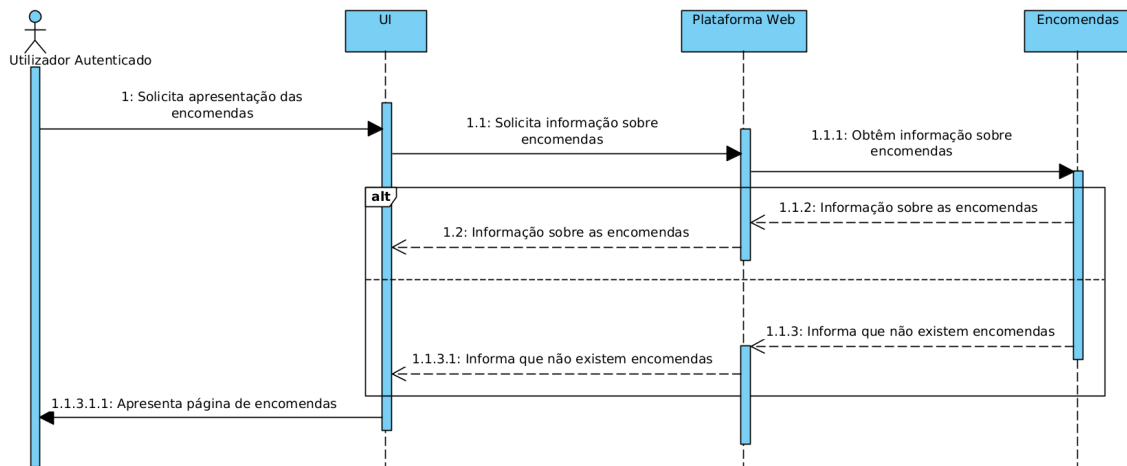 UI
Plataforma Web
Encomendas
Utilizador Autenticado
1: Solicita apresentação das
encomendas
1.1: Solicita informação sobre
encomendas
1.1.1: Obtêm informação sobre
encomendas
alt
1.1.2: Informação sobre as encomendas
1.2: Informação sobre as encomendas
1.1.3: Informa que não existem encomendas
1.1.3.1: Informa que não existem encomendas
1.1.3.1.1: Apresenta página de encomendas